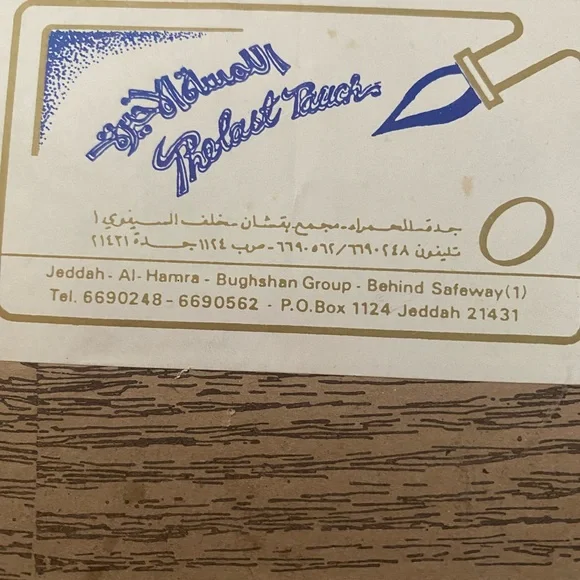 اللمسة الأخيرة
The last Tauch
جدة - الحمراء - مجمع بقشان - خلف السيفوي ١
تليفون ٦٦٩٠٢٤٨/٦٦٩٠٥٦٢ - ص ب ١١٢٤ جدة ٢١٤٣١
Jeddah - Al-Hamra - Bughshan Group - Behind Safeway(1)
Tel. 6690248 - 6690562 - P.O.Box 1124 Jeddah 21431